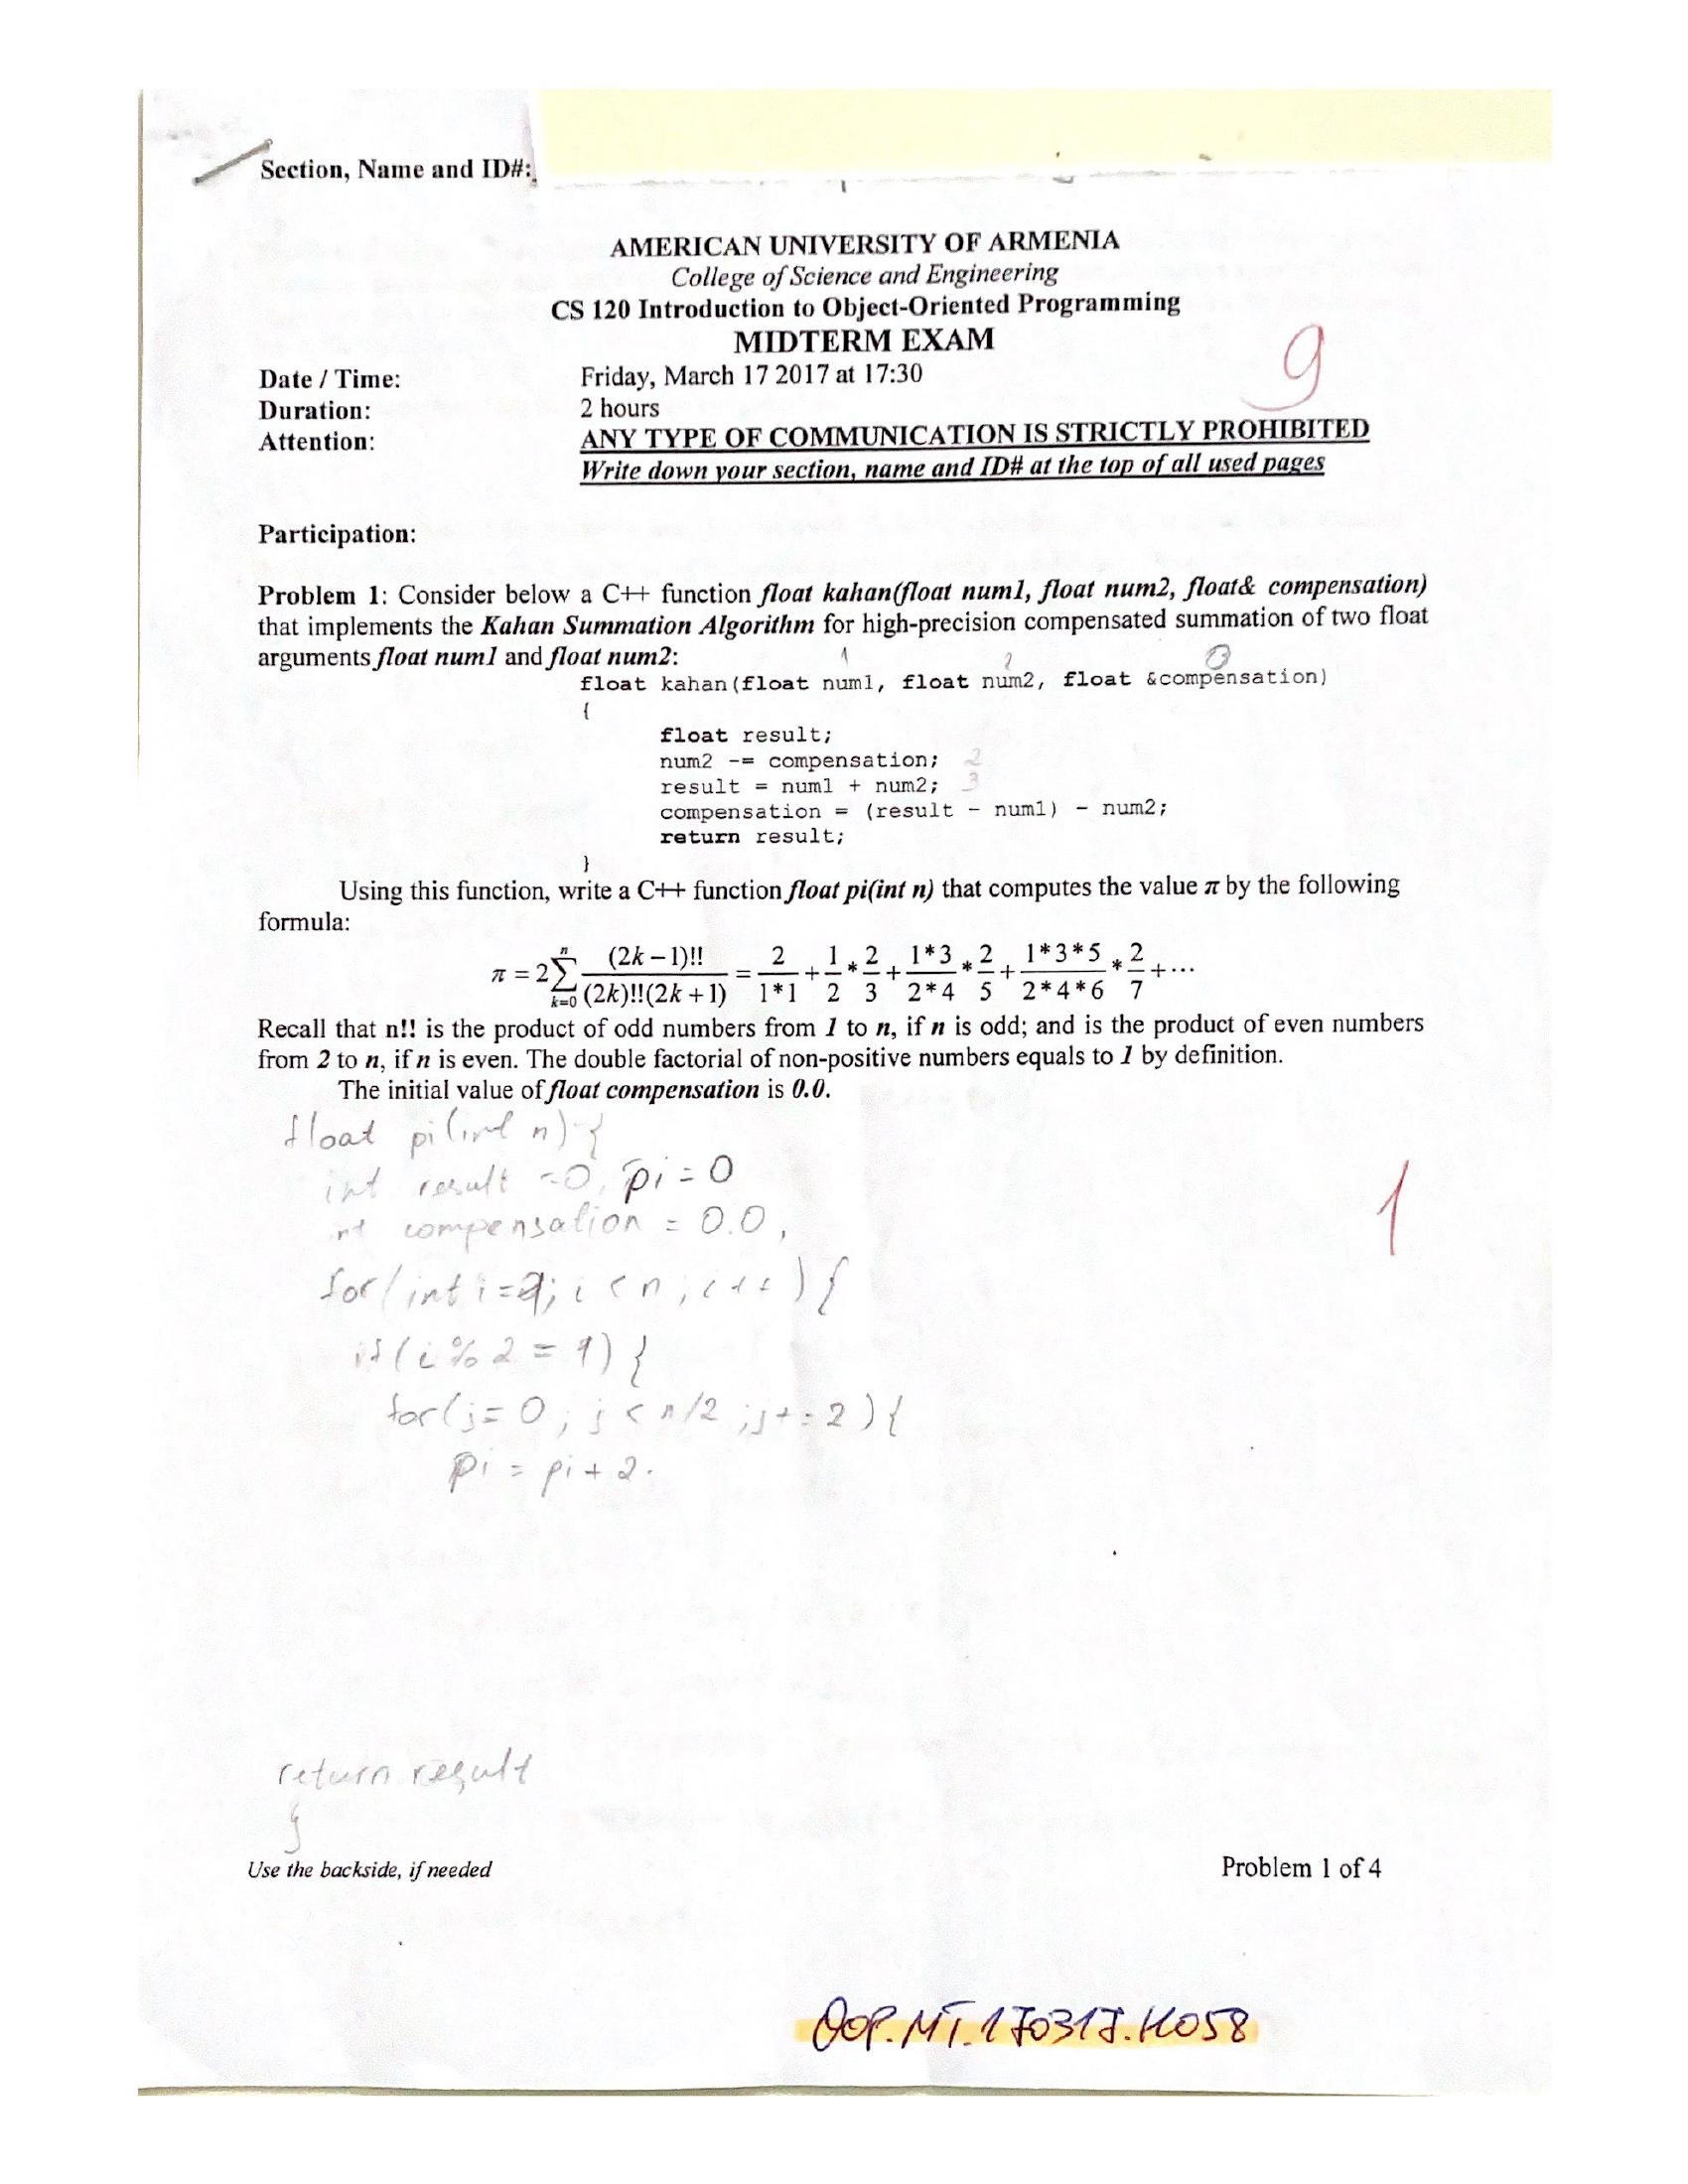 Section, Name and ID#:
AMERICAN UNIVERSITY OF ARMENIA
College of Science and Engineering
CS 120 Introduction to Object-Oriented Programming
MIDTERM EXAM
9
Date / Time: Friday, March 17 2017 at 17:30
Duration: 2 hours
Attention: ANY TYPE OF COMMUNICATION IS STRICTLY PROHIBITED
Write down your section, name and ID# at the top of all used pages
Participation:
Problem 1: Consider below a C++ function float kahan(float num1, float num2, float& compensation)
that implements the Kahan Summation Algorithm for high-precision compensated summation of two float
arguments float num1 and float num2:
1 2 0
float kahan(float num1, float num2, float &compensation)
{
float result;
num2 -= compensation; 2
result = num1 + num2; 3
compensation = (result - num1) - num2;
return result;
}
Using this function, write a C++ function float pi(int n) that computes the value π by the following
formula:
π = 2∑_{k=0}^{n} (2k−1)!! / ((2k)!!(2k+1)) = 2/(1*1) + 1/2 * 2/3 + (1*3)/(2*4) * 2/5 + (1*3*5)/(2*4*6) * 2/7 + ⋯
Recall that n!! is the product of odd numbers from 1 to n, if n is odd; and is the product of even numbers
from 2 to n, if n is even. The double factorial of non-positive numbers equals to 1 by definition.
The initial value of float compensation is 0.0.
float pi(int n) {
int result = 0, pi = 0
int compensation = 0.0,
for(int i = ; i < n; i++) {
if(i % 2 = 1) {
for(j = 0; j < n/2; j += 2) {
pi = pi + 2.
1
return result
}
Use the backside, if needed
Problem 1 of 4
OOP.MT.170317.K058